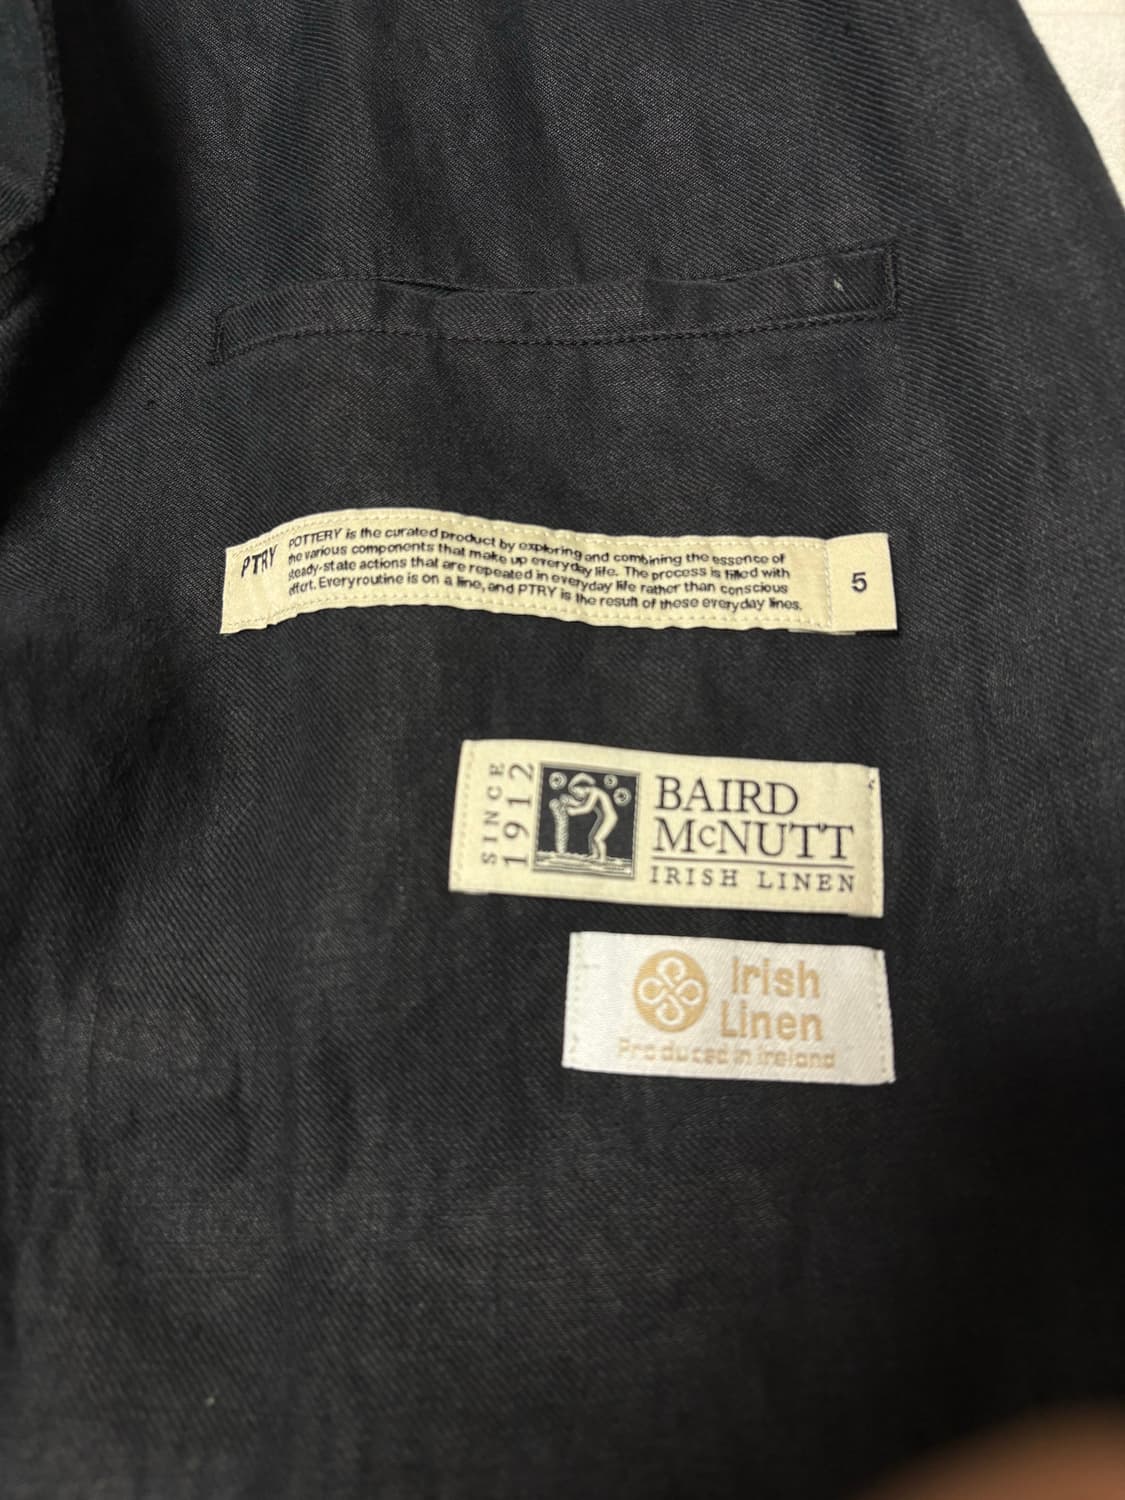 PTRY
POTTERY is the curated product by exploring and combining the essence of
the various components that make up everyday life. The process is filled with
steady-state actions that are repeated in everyday life rather than conscious
effort. Everyroutine is on a line, and PTRY is the result of these everyday lines.
5
SINCE
1912
BAIRD
McNUTT
IRISH LINEN
Irish
Linen
Produced in Ireland